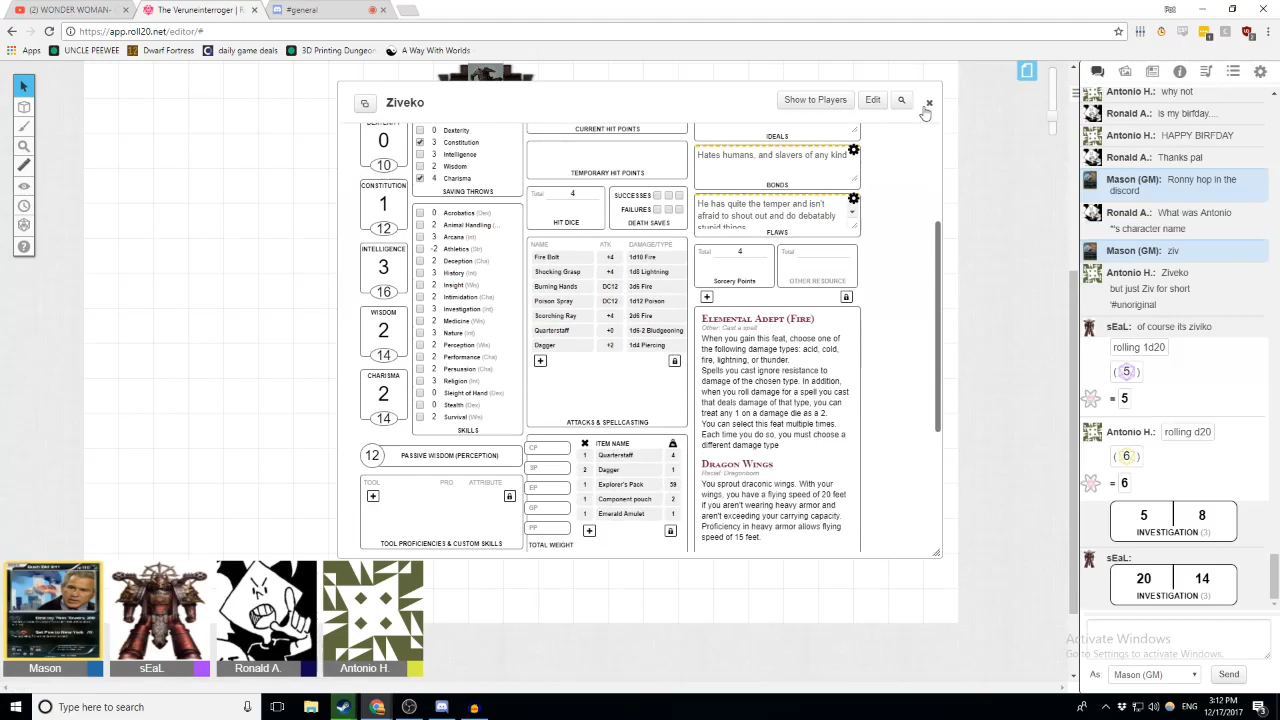 (2) WONDER WOMAN-
The Veruneinterroger | R
#general
https://app.roll20.net/editor/#
Apps
UNCLE PEEWEE
Dwarf Fortress
daily game deals
3D Printing Dungeon
A Way With Words
Ziveko
Show to Players
Edit
DEXTERITY
0
10
CONSTITUTION
1
12
INTELLIGENCE
3
16
WISDOM
2
14
CHARISMA
2
14
0 Dexterity
3 Constitution
3 Intelligence
2 Wisdom
4 Charisma
SAVING THROWS
0 Acrobatics (Dex)
2 Animal Handling (...
3 Arcana (Int)
-2 Athletics (Str)
2 Deception (Cha)
3 History (Int)
2 Insight (Wis)
2 Intimidation (Cha)
3 Investigation (Int)
2 Medicine (Wis)
3 Nature (Int)
2 Perception (Wis)
2 Performance (Cha)
2 Persuasion (Cha)
3 Religion (Int)
0 Sleight of Hand (Dex)
0 Stealth (Dex)
2 Survival (Wis)
SKILLS
12 PASSIVE WISDOM (PERCEPTION)
TOOL PRO ATTRIBUTE
TOOL PROFICIENCIES & CUSTOM SKILLS
CURRENT HIT POINTS
TEMPORARY HIT POINTS
Total 4
HIT DICE
SUCCESSES
FAILURES
DEATH SAVES
NAME ATK DAMAGE/TYPE
Fire Bolt +4 1d10 Fire
Shocking Grasp +4 1d8 Lightning
Burning Hands DC12 3d6 Fire
Poison Spray DC12 1d12 Poison
Scorching Ray +4 2d6 Fire
Quarterstaff +0 1d6-2 Bludgeoning
Dagger +2 1d4 Piercing
ATTACKS & SPELLCASTING
CP
SP
EP
GP
PP
TOTAL WEIGHT
ITEM NAME
1 Quarterstaff 4
2 Dagger 1
1 Explorer's Pack 59
1 Component pouch 2
1 Emerald Amulet 1
IDEALS
Hates humans, and slavers of any kind
BONDS
He has quite the temper and isn't
afraid to shout out and do debatably
stupid things
FLAWS
Total 4
Sorcery Points
Total
OTHER RESOURCE
ELEMENTAL ADEPT (FIRE)
Other: Cast a spell
When you gain this feat, choose one of
the following damage types: acid, cold,
fire, lightning, or thunder.
Spells you cast ignore resistance to
damage of the chosen type. In addition,
when you roll damage for a spell you cast
that deals damage of that type, you can
treat any 1 on a damage die as a 2.
You can select this feat multiple times.
Each time you do so, you must choose a
different damage type
DRAGON WINGS
Racial: Dragonborn
You sprout draconic wings. With your
wings, you have a flying speed of 20 feet
if you aren't wearing heavy armor and
aren't exceeding your carrying capacity.
Proficiency in heavy armor allows flying
speed of 15 feet.
Antonio H.: why not
Ronald A.: is my birfday....
Antonio H.: HAPPY BIRFDAY
Ronald A.: Thanks pal
Mason (GM): Ronny hop in the
discord
Ronald A.: What was Antonio
"'s character name
Mason (GM): ziv
Antonio H.: Ziveko
but just Ziv for short
'#unoriginal
sEaL: of course its ziviko
rolling 1d20
(5)
= 5
Antonio H.: rolling d20
(6)
= 6
5 8
INVESTIGATION (3)
sEaL:
20 14
INVESTIGATION (3)
Activate Windows
Go to Settings to activate Windows.
As Mason (GM) Send
Mason
sEaL
Ronald A.
Antonio H.
Type here to search
ENG
3:12 PM
12/17/2017